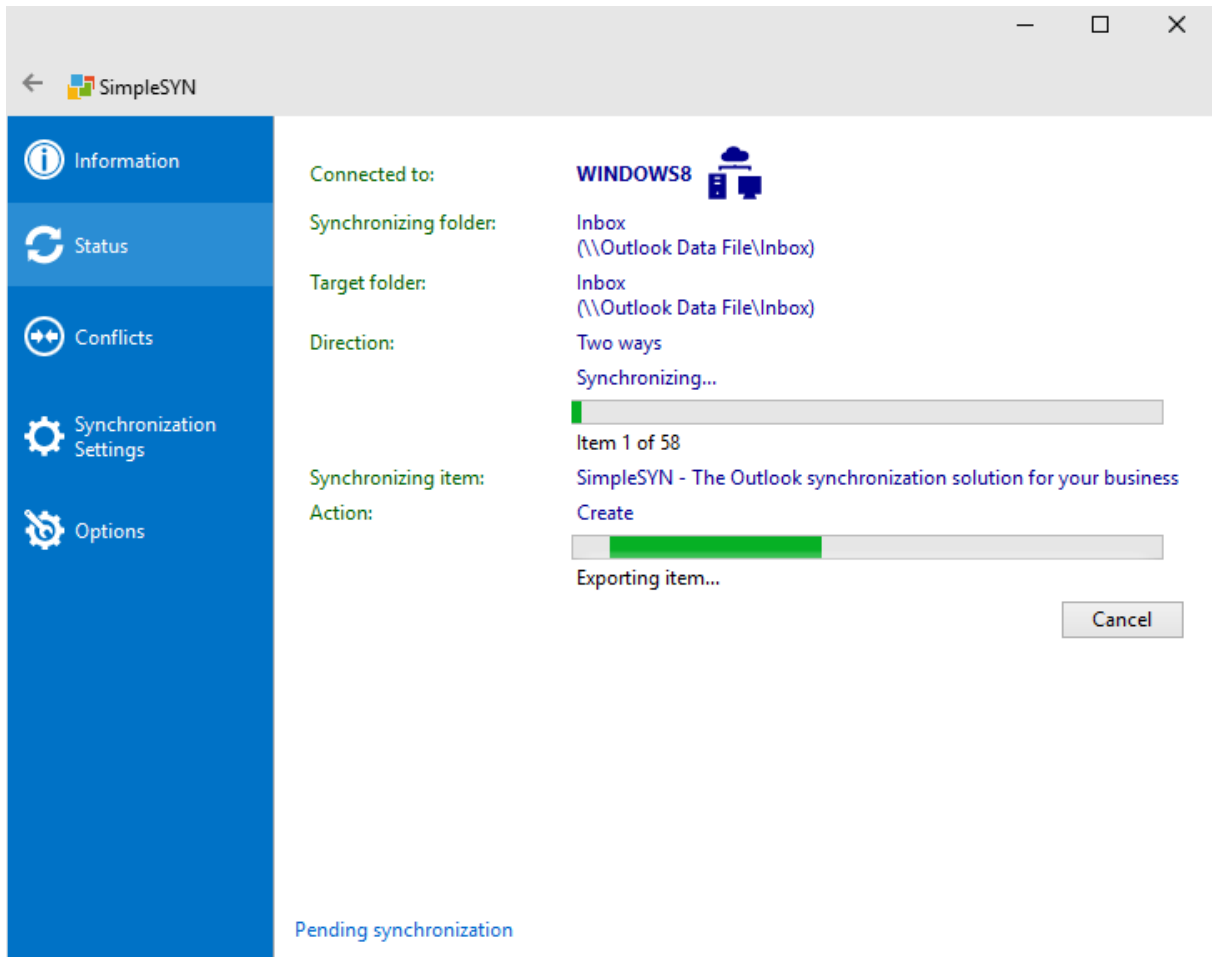 SimpleSYN
Information
Status
Conflicts
Synchronization
Settings
Options
Connected to: WINDOWS8
Synchronizing folder: Inbox
(\\Outlook Data File\Inbox)
Target folder: Inbox
(\\Outlook Data File\Inbox)
Direction: Two ways
Synchronizing...
Item 1 of 58
Synchronizing item: SimpleSYN - The Outlook synchronization solution for your business
Action: Create
Exporting item...
Cancel
Pending synchronization